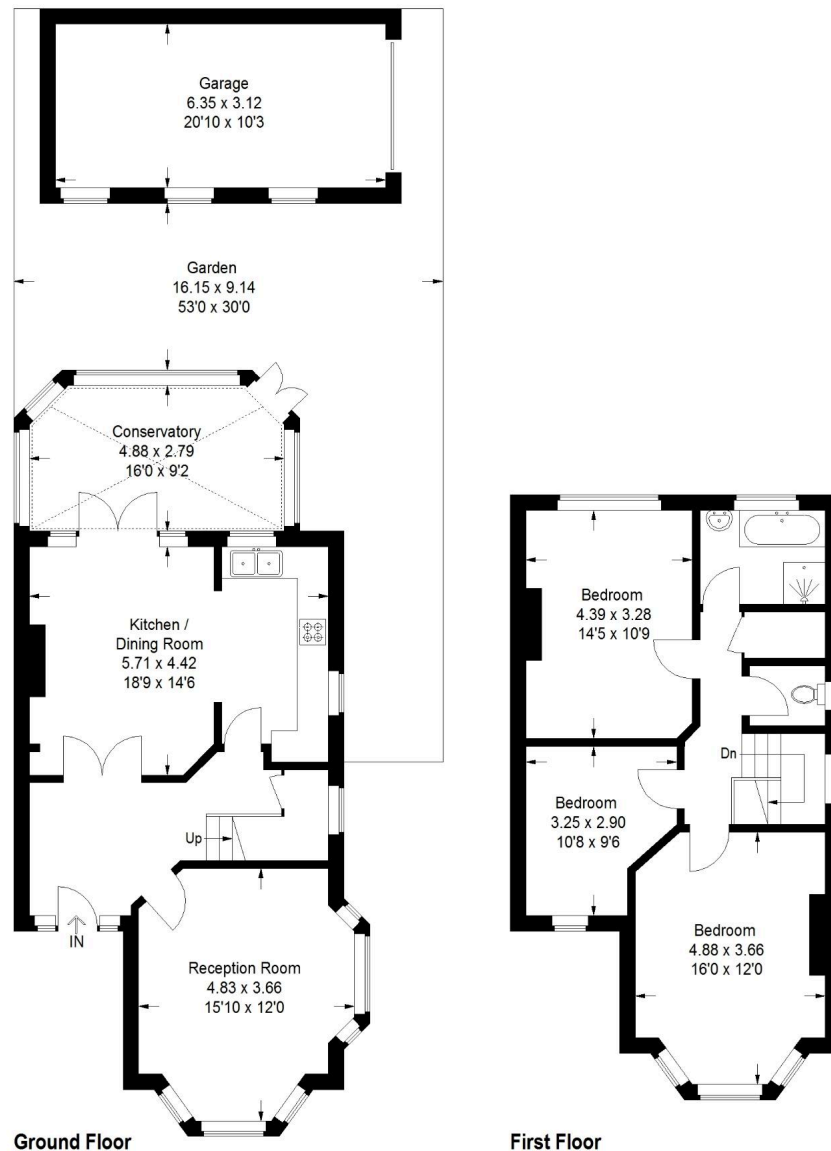 Garage
6.35 x 3.12
20'10 x 10'3
Garden
16.15 x 9.14
53'0 x 30'0
Conservatory
4.88 x 2.79
16'0 x 9'2
Kitchen /
Dining Room
5.71 x 4.42
18'9 x 14'6
Up
IN
Reception Room
4.83 x 3.66
15'10 x 12'0
Ground Floor
Bedroom
4.39 x 3.28
14'5 x 10'9
Dn
Bedroom
3.25 x 2.90
10'8 x 9'6
Bedroom
4.88 x 3.66
16'0 x 12'0
First Floor